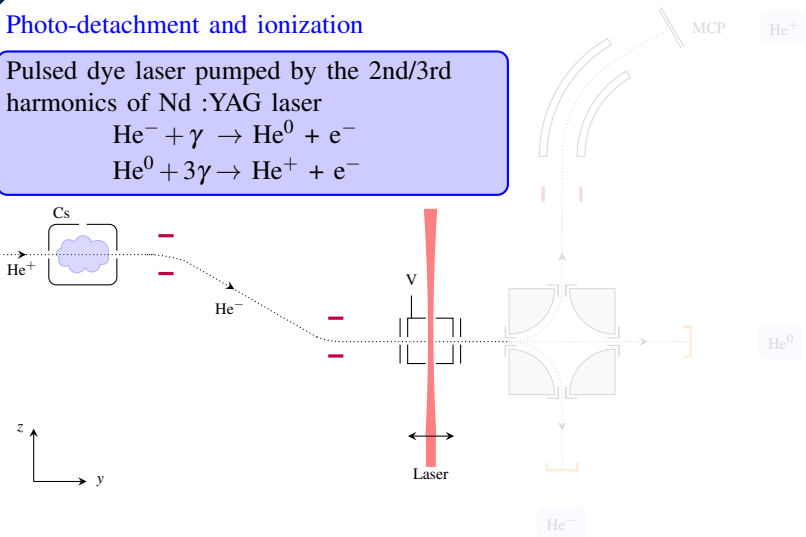 Photo-detachment and ionization
Pulsed dye laser pumped by the 2nd/3rd
harmonics of Nd :YAG laser
He⁻ + γ → He⁰ + e⁻
He⁰ + 3γ → He⁺ + e⁻
MCP
He⁺
Cs
He⁺
He⁻
V
He⁰
z
y
Laser
He⁻